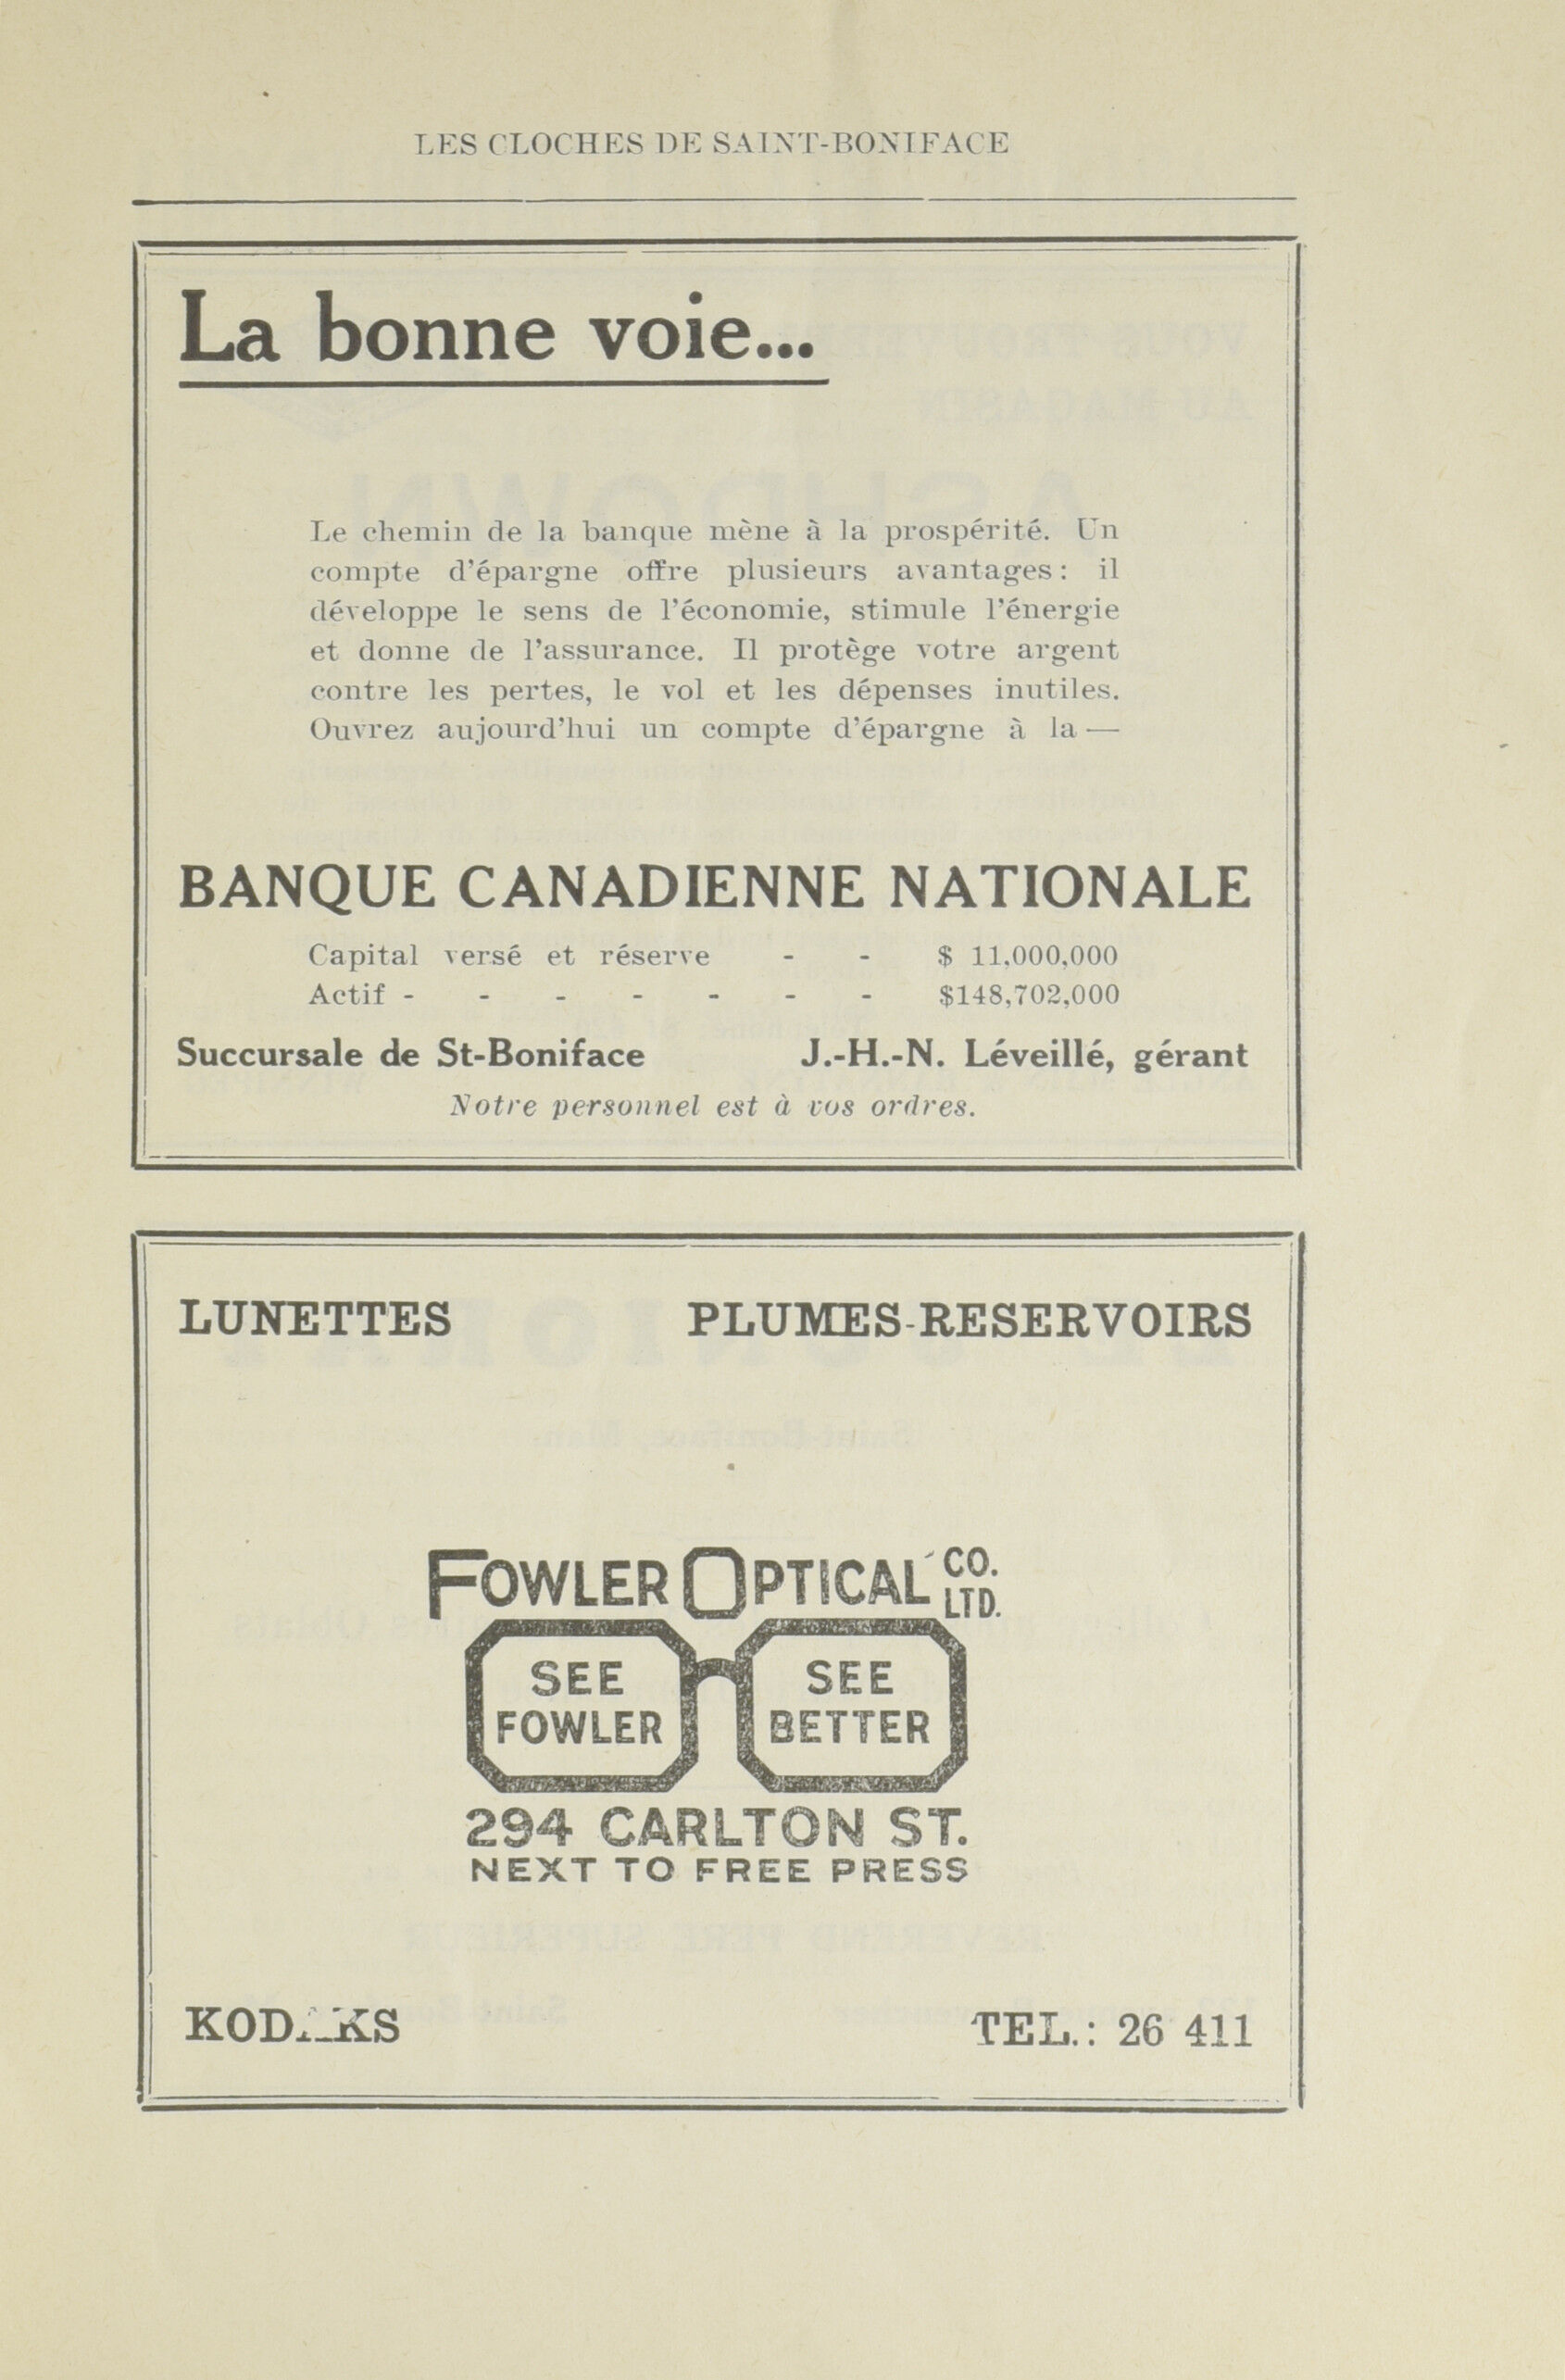 LES CLOCHES DE SAINT-BONIFACE
La bonne voie...
Le chemin de la banque mène à la prospérité. Un
compte d'épargne offre plusieurs avantages: il
développe le sens de l'économie, stimule l'énergie
et donne de l'assurance. Il protège votre argent
contre les pertes, le vol et les dépenses inutiles.
Ouvrez aujourd'hui un compte d'épargne à la —
BANQUE CANADIENNE NATIONALE
Capital versé et réserve - - $ 11,000,000
Actif - - - - - - - $148,702,000
Succursale de St-Boniface J.-H.-N. Léveillé, gérant
Notre personnel est à vos ordres.
LUNETTES PLUMES-RESERVOIRS
FOWLER OPTICAL CO. LTD.
SEE FOWLER SEE BETTER
294 CARLTON ST.
NEXT TO FREE PRESS
KODAKS TEL.: 26 411